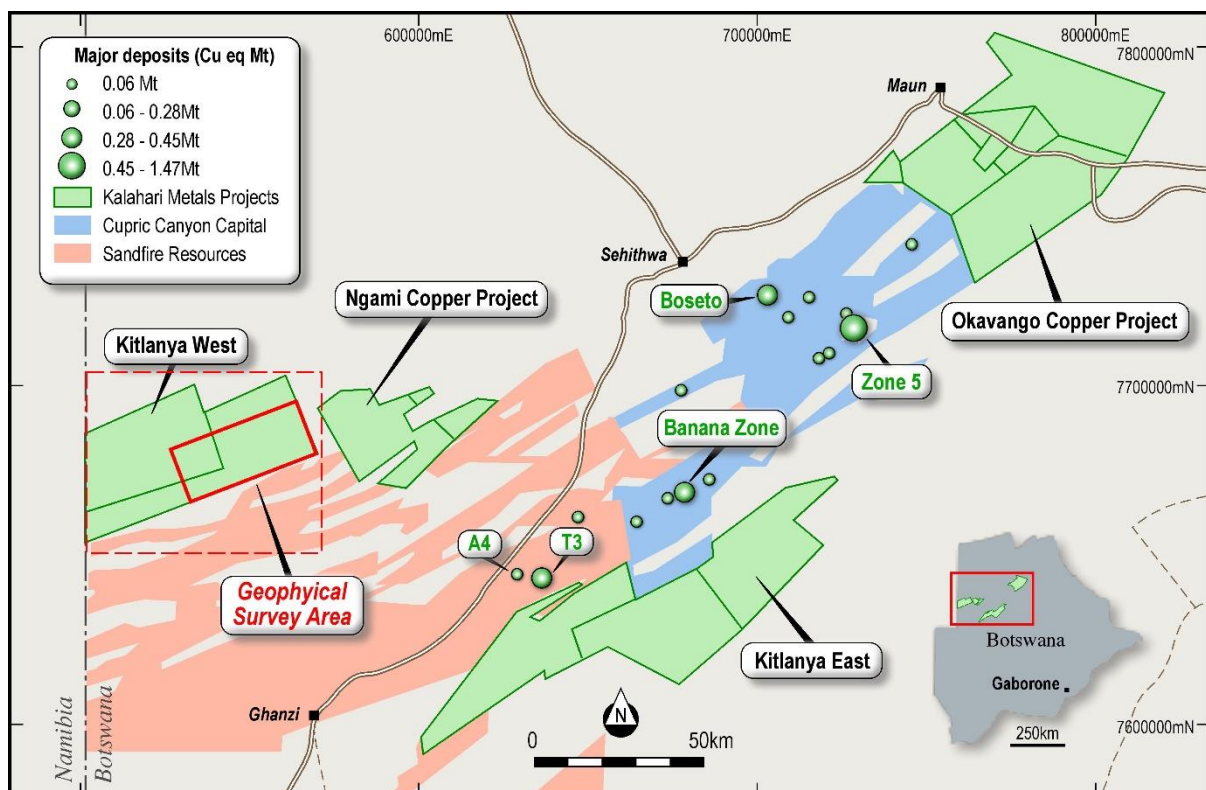 600000mE
700000mE
800000mE
Major deposits (Cu eq Mt)
0.06 Mt
0.06 - 0.28Mt
0.28 - 0.45Mt
0.45 - 1.47Mt
Kalahari Metals Projects
Cupric Canyon Capital
Sandfire Resources
7800000mN
Maun
Sehithwa
Ngami Copper Project
Boseto
Okavango Copper Project
Kitlanya West
Zone 5
7700000mN
Banana Zone
A4
T3
Geophyical
Survey Area
Kitlanya East
Botswana
Gaborone
250km
Ghanzi
N
0
50km
7600000mN
Namibia
Botswana